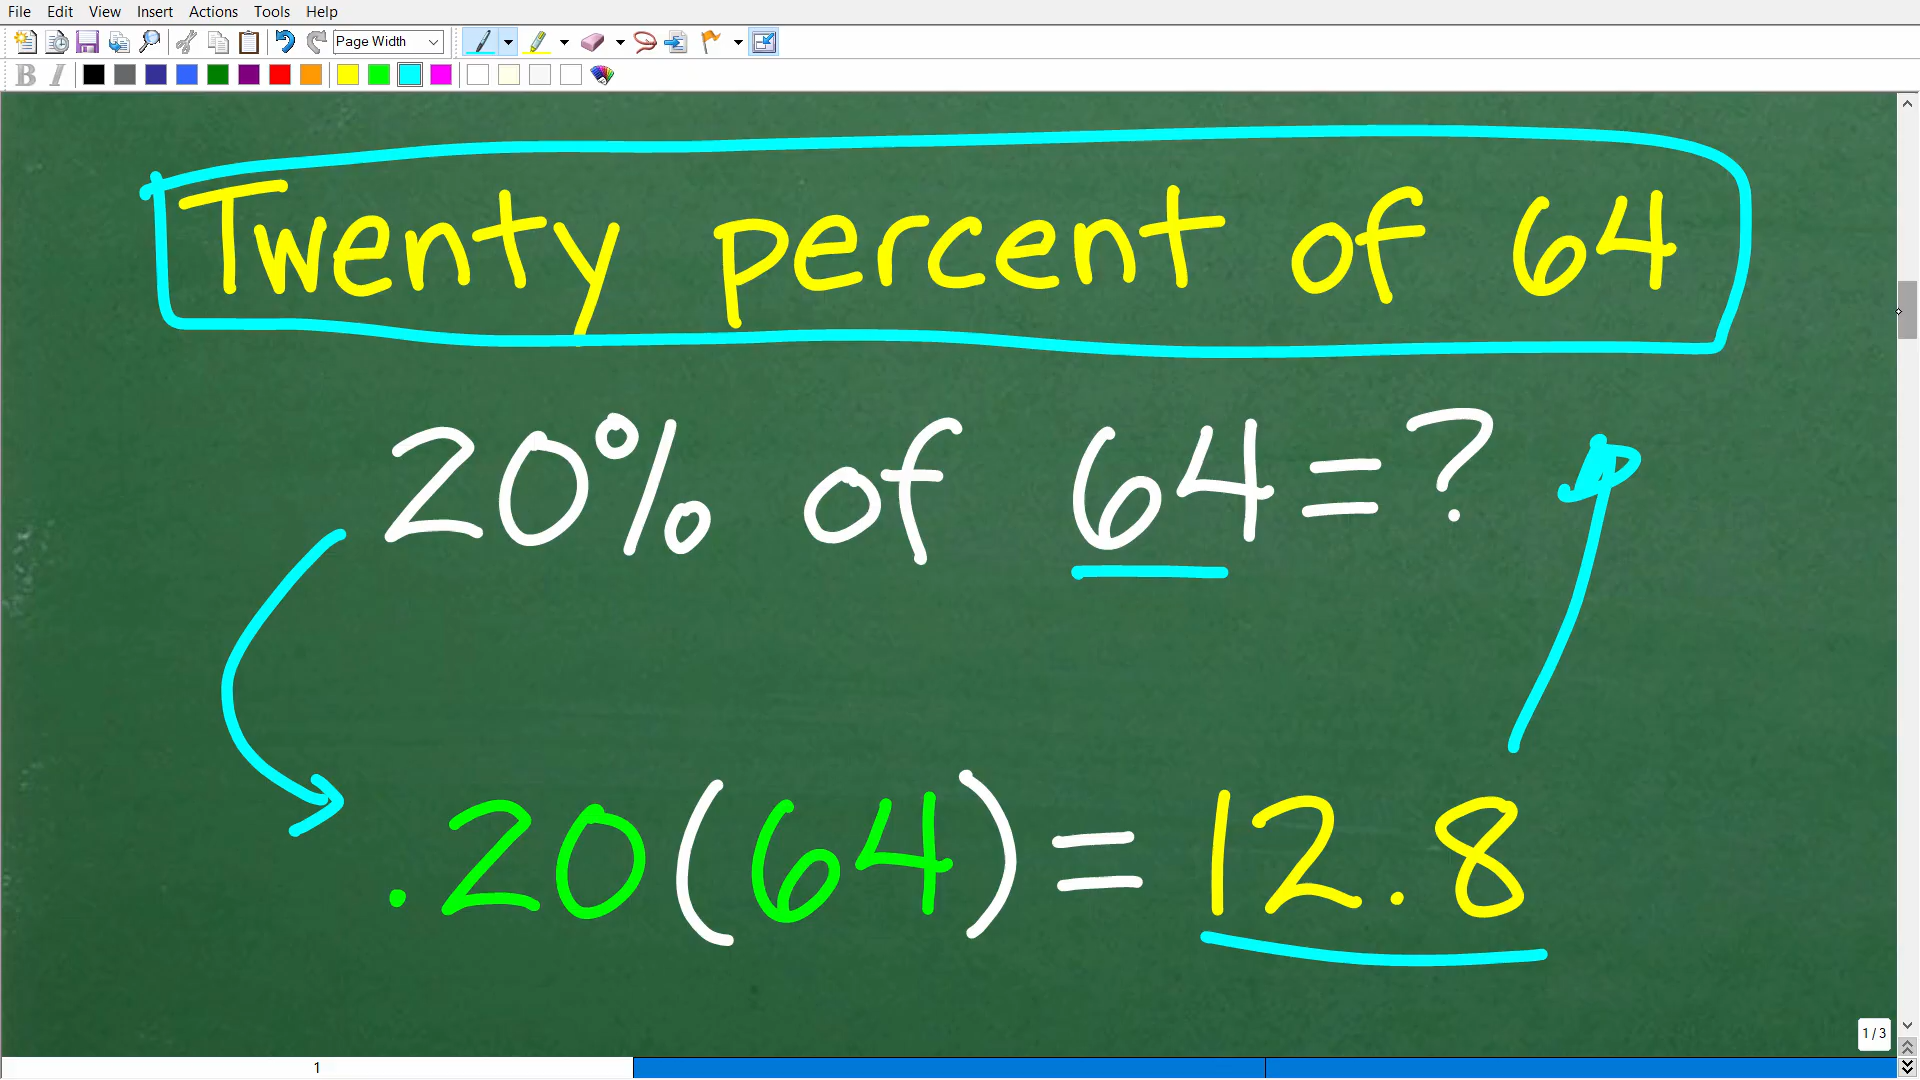 File Edit View Insert Actions Tools Help
Page Width
B I
Twenty percent of 64
20% of 64 = ?
.20(64) = 12.8
1 / 3
1